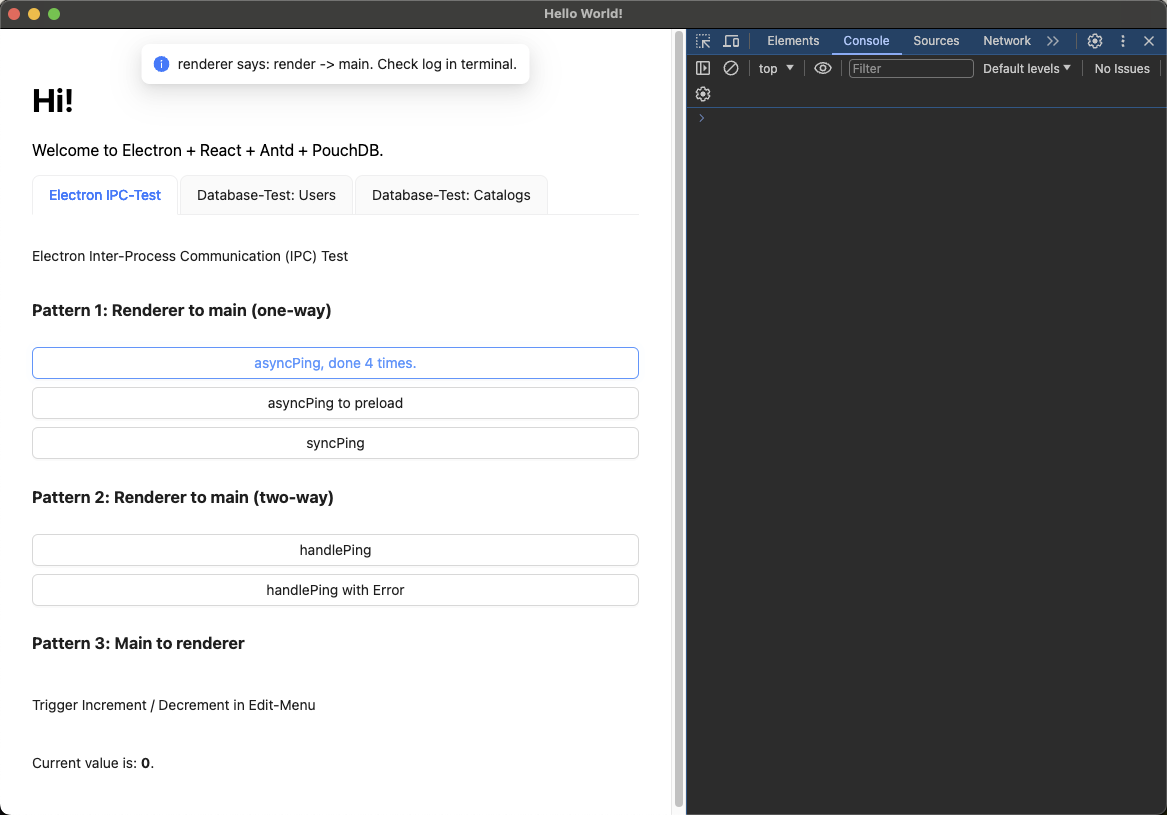 Hello World!
renderer says: render -> main. Check log in terminal.
Hi!
Welcome to Electron + React + Antd + PouchDB.
Electron IPC-Test
Database-Test: Users
Database-Test: Catalogs
Electron Inter-Process Communication (IPC) Test
Pattern 1: Renderer to main (one-way)
asyncPing, done 4 times.
asyncPing to preload
syncPing
Pattern 2: Renderer to main (two-way)
handlePing
handlePing with Error
Pattern 3: Main to renderer
Trigger Increment / Decrement in Edit-Menu
Current value is: 0.
Elements Console Sources Network
top Filter Default levels No Issues